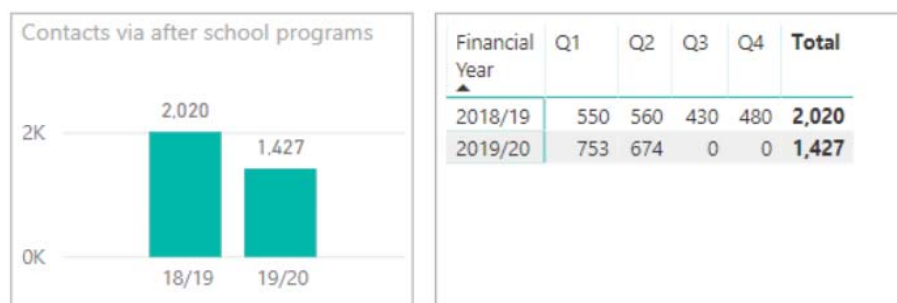 Contacts via after school programs
2,020
2K
1,427
0K
18/19 19/20
Financial Year Q1 Q2 Q3 Q4 Total
2018/19 550 560 430 480 2,020
2019/20 753 674 0 0 1,427